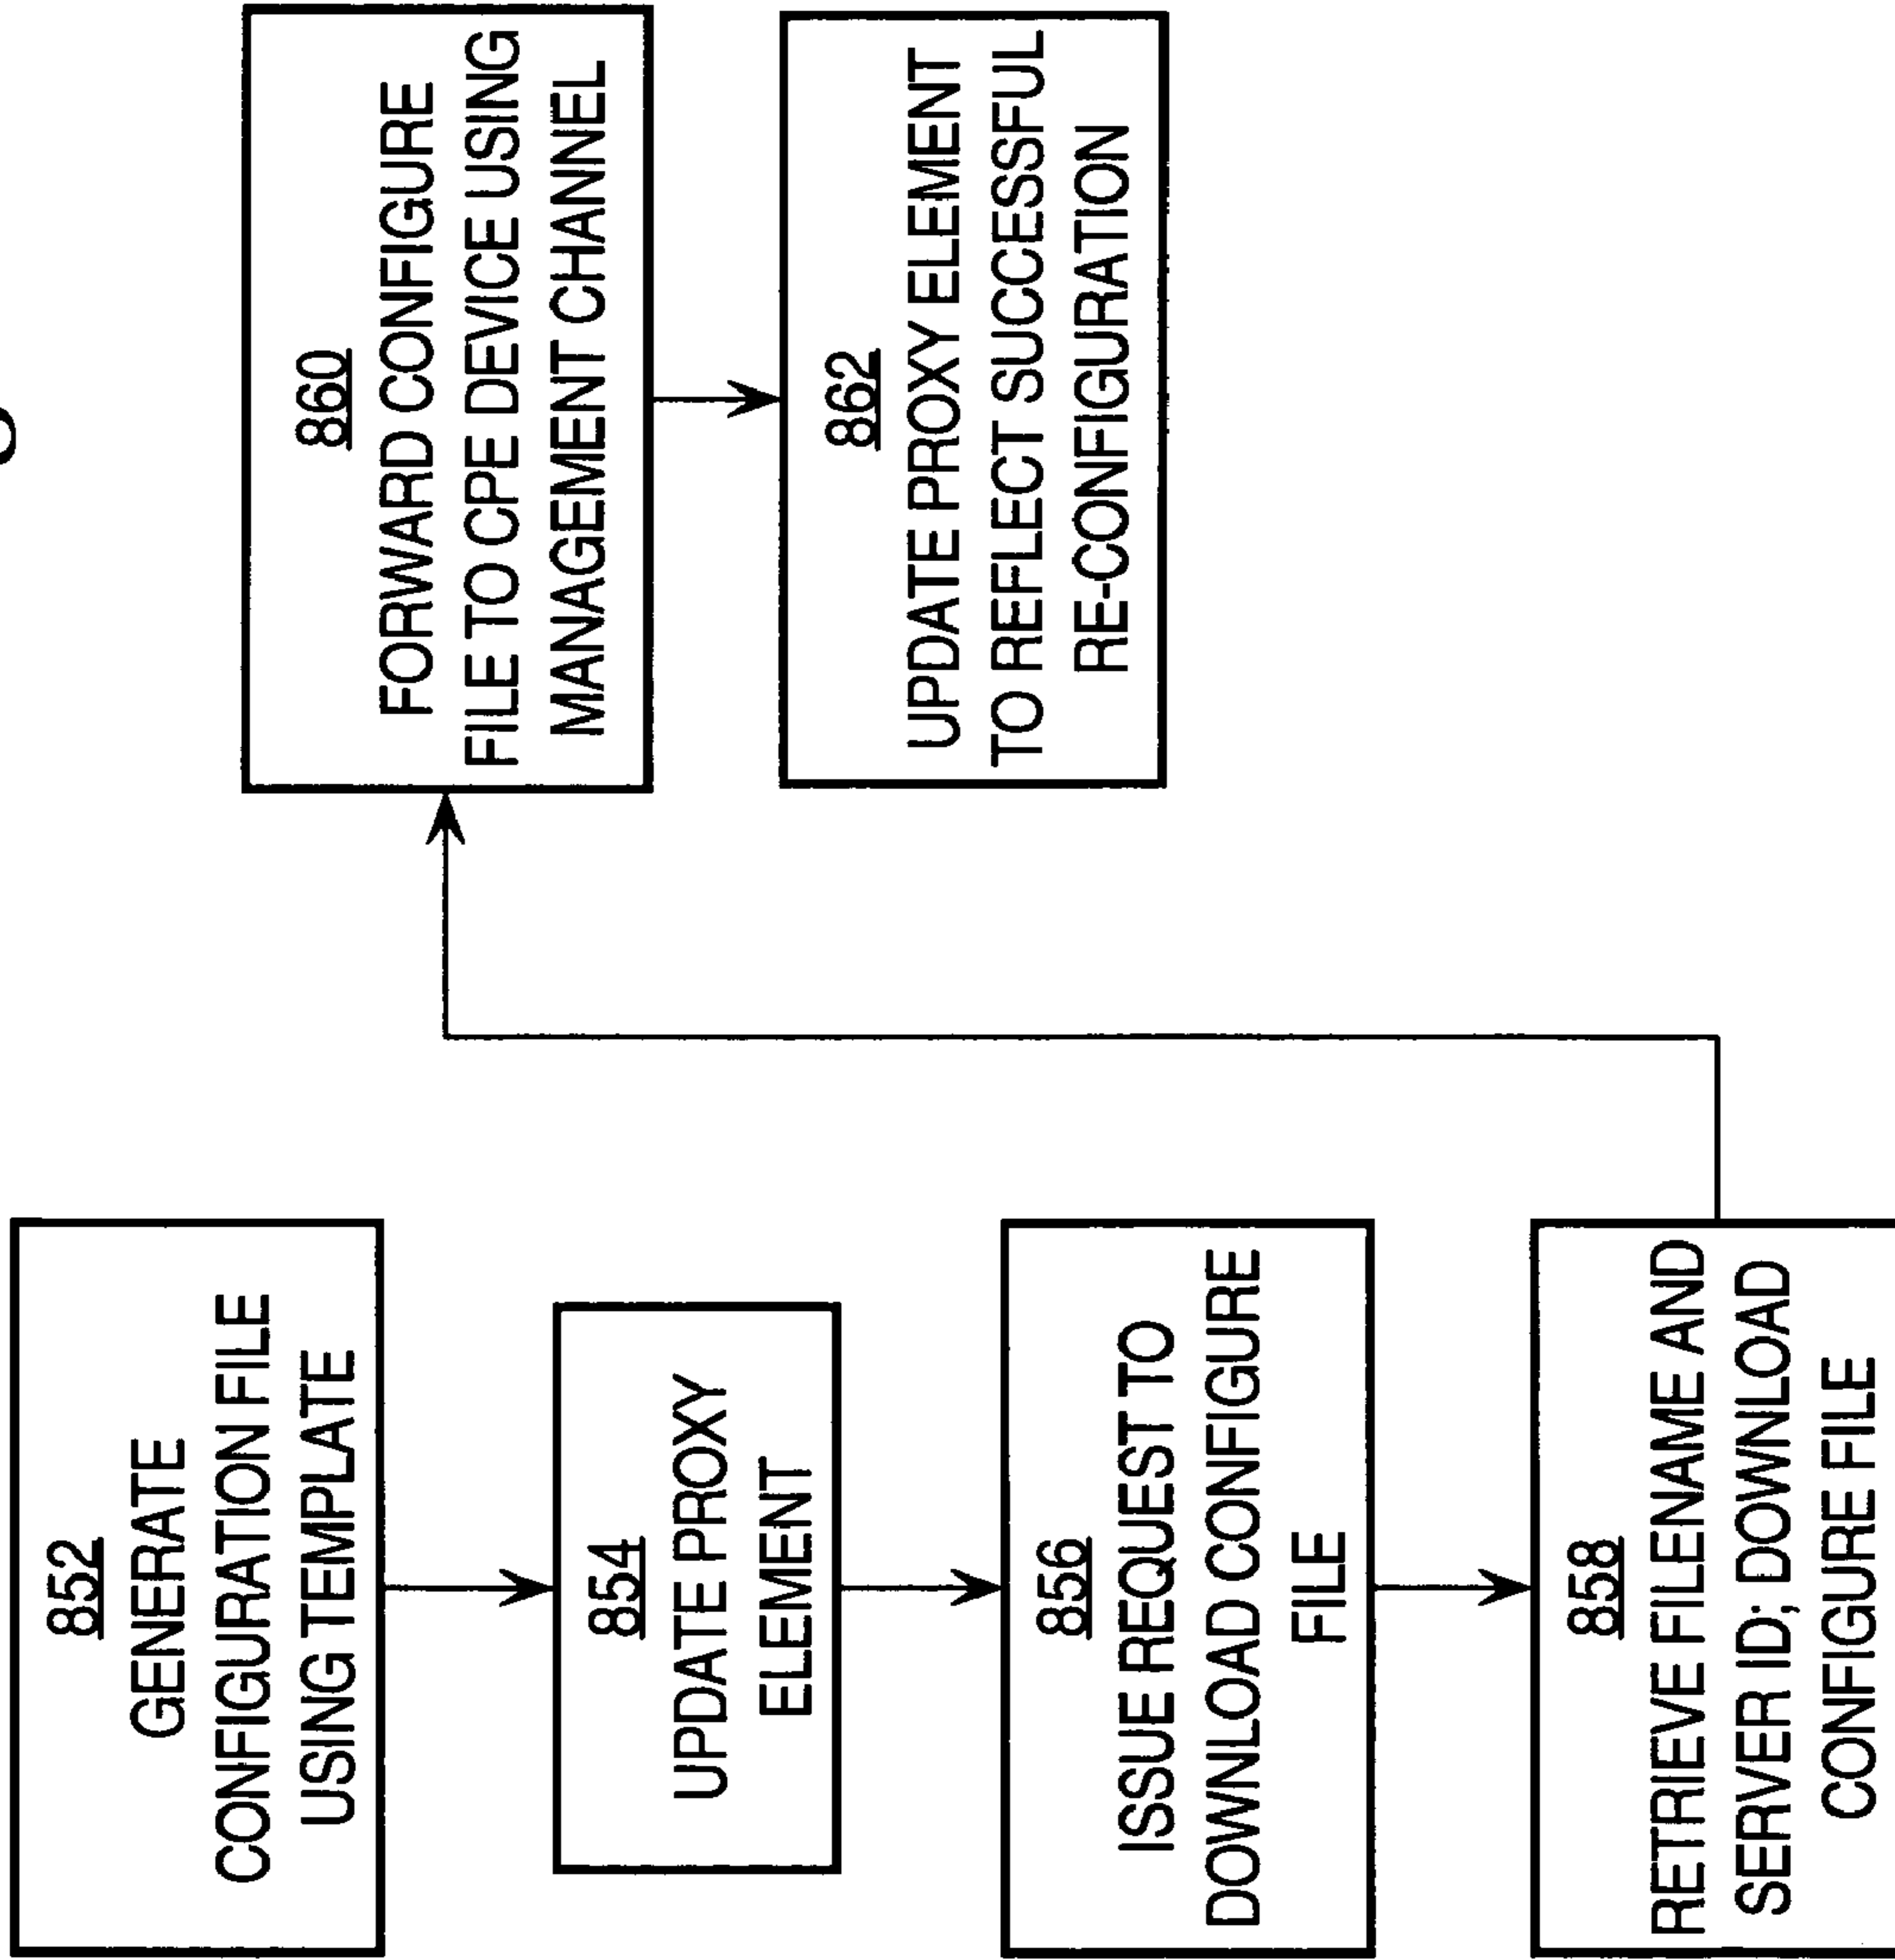 852
GENERATE
CONFIGURATION FILE
USING TEMPLATE
854
UPDATE PROXY
ELEMENT
856
ISSUE REQUEST TO
DOWNLOAD CONFIGURE
FILE
858
RETRIEVE FILENAME AND
SERVER ID; DOWNLOAD
CONFIGURE FILE
860
FORWARD CONFIGURE
FILE TO CPE DEVICE USING
MANAGEMENT CHANNEL
862
UPDATE PROXY ELEMENT
TO REFLECT SUCCESSFUL
RE-CONFIGURATION